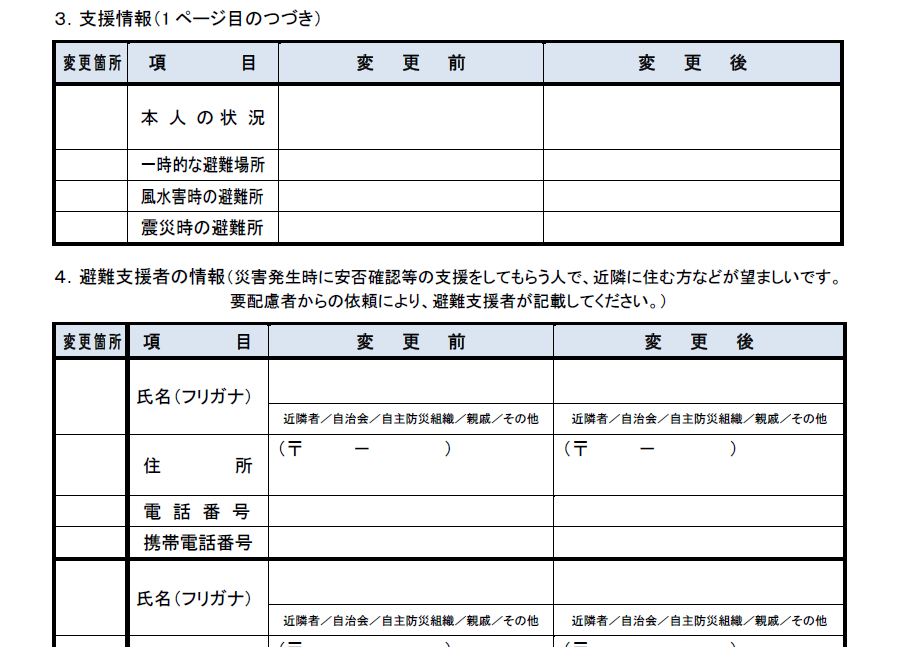 ３．支援情報（１ページ目のつづき）
変更箇所 項　　　目 変　更　前 変　更　後
本人の状況
一時的な避難場所
風水害時の避難所
震災時の避難所
４．避難支援者の情報（災害発生時に安否確認等の支援をしてもらう人で、近隣に住む方などが望ましいです。
要配慮者からの依頼により、避難支援者が記載してください。）
変更箇所 項　　　目 変　更　前 変　更　後
氏名（フリガナ）
近隣者／自治会／自主防災組織／親戚／その他 近隣者／自治会／自主防災組織／親戚／その他
（〒　　　－　　　　） （〒　　　－　　　　）
住　　　所
電話番号
携帯電話番号
氏名（フリガナ）
近隣者／自治会／自主防災組織／親戚／その他 近隣者／自治会／自主防災組織／親戚／その他